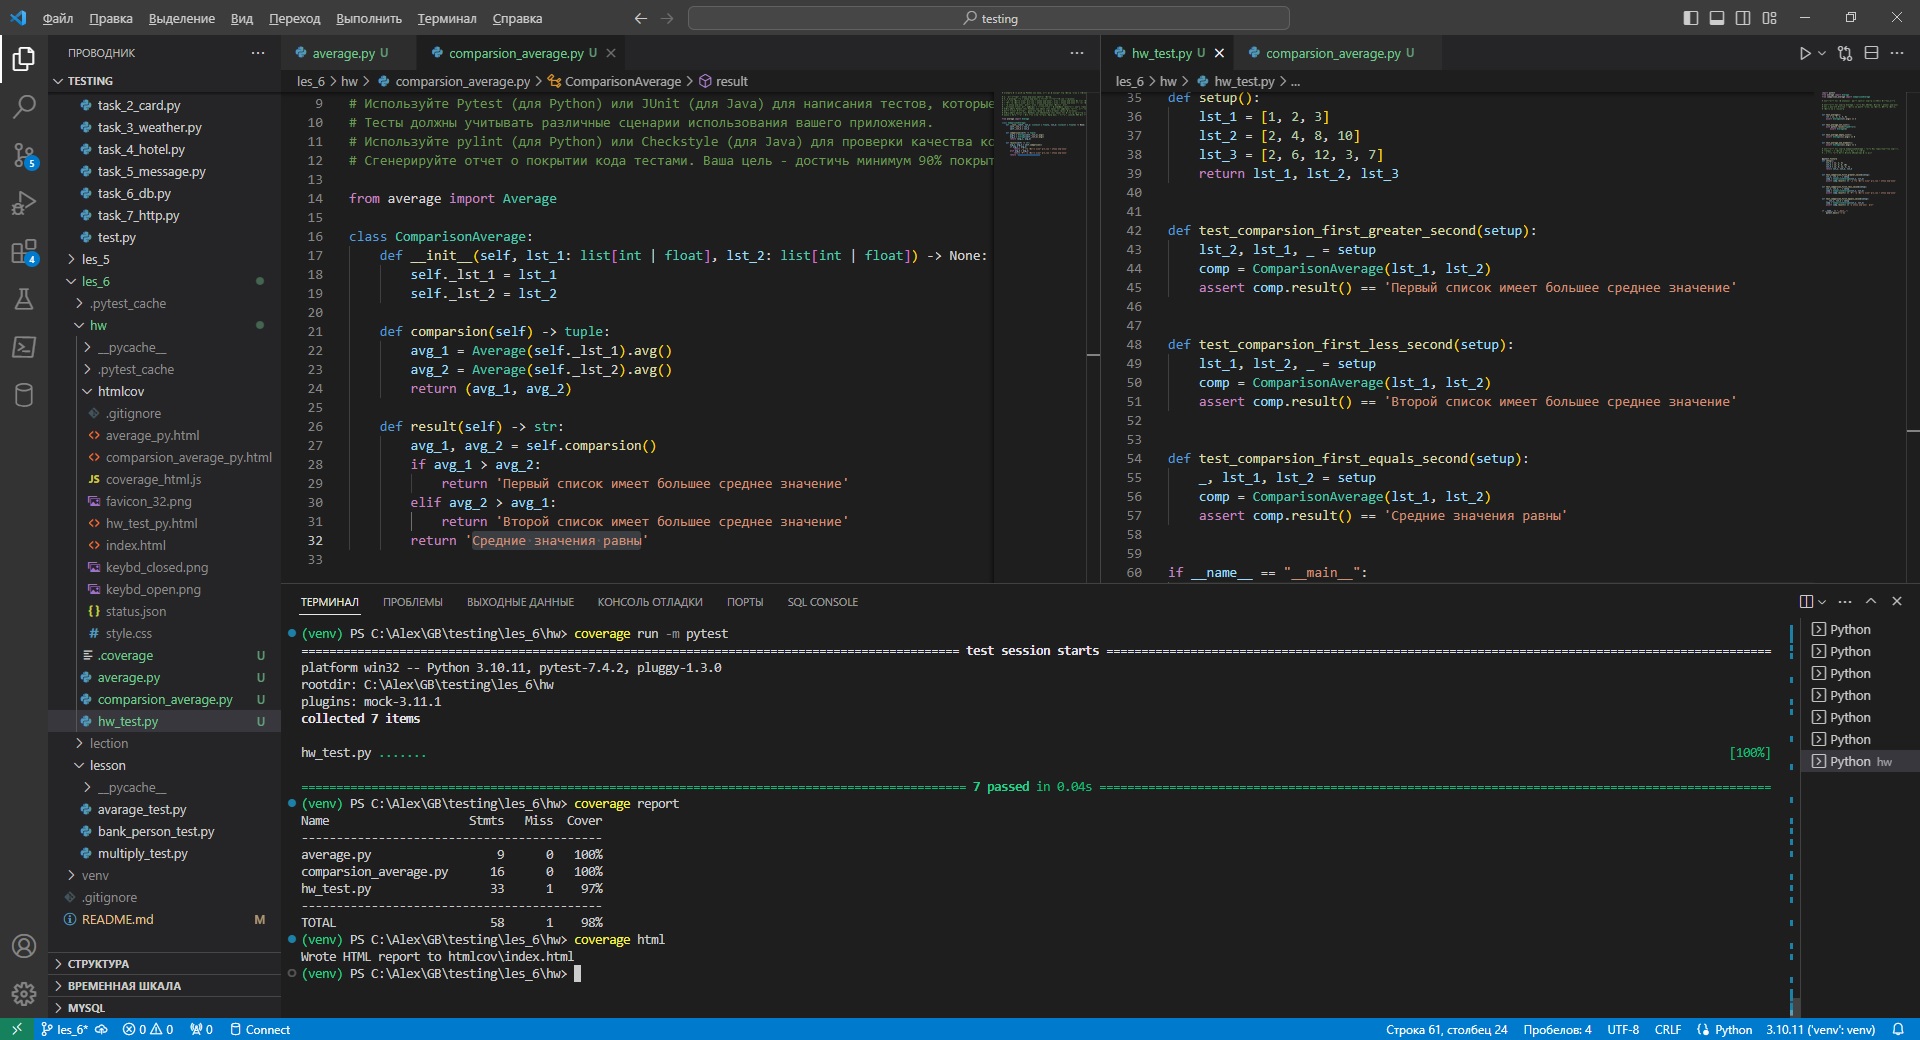 Файл Правка Выделение Вид Переход Выполнить Терминал Справка testing
ПРОВОДНИК
TESTING
task_2_card.py
task_3_weather.py
task_4_hotel.py
task_5_message.py
task_6_db.py
task_7_http.py
test.py
les_5
les_6
.pytest_cache
hw
__pycache__
.pytest_cache
htmlcov
.gitignore
average_py.html
comparsion_average_py.html
JS coverage_html.js
favicon_32.png
hw_test_py.html
index.html
keybd_closed.png
keybd_open.png
{} status.json
# style.css
.coverage U
average.py U
comparsion_average.py U
hw_test.py U
lection
lesson
__pycache__
avarage_test.py
bank_person_test.py
multiply_test.py
venv
.gitignore
README.md M
СТРУКТУРА
ВРЕМЕННАЯ ШКАЛА
MYSQL
5
4
average.py U comparsion_average.py U
les_6 > hw > comparsion_average.py > ComparisonAverage > result
9 # Используйте Pytest (для Python) или JUnit (для Java) для написания тестов, которые
10 # Тесты должны учитывать различные сценарии использования вашего приложения.
11 # Используйте pylint (для Python) или Checkstyle (для Java) для проверки качества ко
12 # Сгенерируйте отчет о покрытии кода тестами. Ваша цель - достичь минимум 90% покрыт
13
14 from average import Average
15
16 class ComparisonAverage:
17 def __init__(self, lst_1: list[int | float], lst_2: list[int | float]) -> None:
18 self._lst_1 = lst_1
19 self._lst_2 = lst_2
20
21 def comparsion(self) -> tuple:
22 avg_1 = Average(self._lst_1).avg()
23 avg_2 = Average(self._lst_2).avg()
24 return (avg_1, avg_2)
25
26 def result(self) -> str:
27 avg_1, avg_2 = self.comparsion()
28 if avg_1 > avg_2:
29 return 'Первый список имеет большее среднее значение'
30 elif avg_2 > avg_1:
31 return 'Второй список имеет большее среднее значение'
32 return 'Средние значения равны'
33
hw_test.py U comparsion_average.py U
les_6 > hw > hw_test.py > ...
35 def setup():
36 lst_1 = [1, 2, 3]
37 lst_2 = [2, 4, 8, 10]
38 lst_3 = [2, 6, 12, 3, 7]
39 return lst_1, lst_2, lst_3
40
41
42 def test_comparsion_first_greater_second(setup):
43 lst_2, lst_1, _ = setup
44 comp = ComparisonAverage(lst_1, lst_2)
45 assert comp.result() == 'Первый список имеет большее среднее значение'
46
47
48 def test_comparsion_first_less_second(setup):
49 lst_1, lst_2, _ = setup
50 comp = ComparisonAverage(lst_1, lst_2)
51 assert comp.result() == 'Второй список имеет большее среднее значение'
52
53
54 def test_comparsion_first_equals_second(setup):
55 _, lst_1, lst_2 = setup
56 comp = ComparisonAverage(lst_1, lst_2)
57 assert comp.result() == 'Средние значения равны'
58
59
60 if __name__ == "__main__":
ТЕРМИНАЛ ПРОБЛЕМЫ ВЫХОДНЫЕ ДАННЫЕ КОНСОЛЬ ОТЛАДКИ ПОРТЫ SQL CONSOLE
(venv) PS C:\Alex\GB\testing\les_6\hw> coverage run -m pytest
test session starts
platform win32 -- Python 3.10.11, pytest-7.4.2, pluggy-1.3.0
rootdir: C:\Alex\GB\testing\les_6\hw
plugins: mock-3.11.1
collected 7 items
hw_test.py ....... [100%]
7 passed in 0.04s
(venv) PS C:\Alex\GB\testing\les_6\hw> coverage report
Name Stmts Miss Cover
-------------------------------------------
average.py 9 0 100%
comparsion_average.py 16 0 100%
hw_test.py 33 1 97%
-------------------------------------------
TOTAL 58 1 98%
(venv) PS C:\Alex\GB\testing\les_6\hw> coverage html
Wrote HTML report to htmlcov\index.html
(venv) PS C:\Alex\GB\testing\les_6\hw>
Python
Python
Python
Python
Python
Python
Python hw
les_6* 0 0 0 Connect Строка 61, столбец 24 Пробелов: 4 UTF-8 CRLF Python 3.10.11 ('venv': venv)